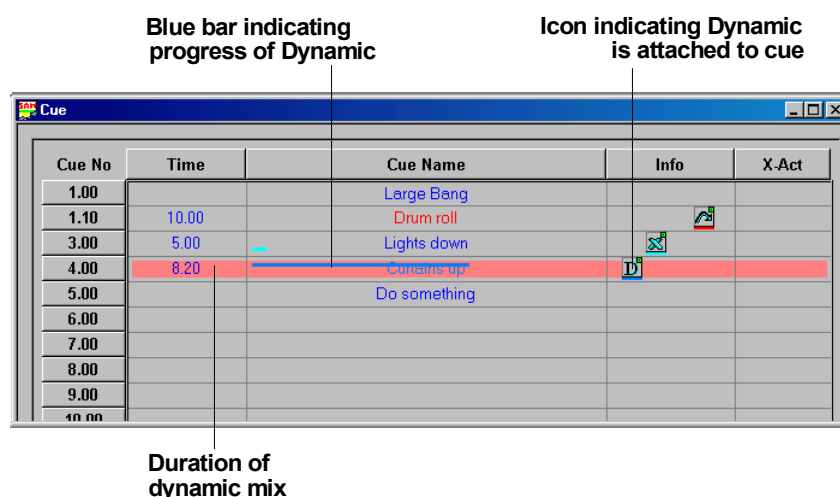 Blue bar indicating
progress of Dynamic
Icon indicating Dynamic
is attached to cue
SAM Cue
Cue No Time Cue Name Info X-Act
1.00 Large Bang
1.10 10.00 Drum roll
3.00 5.00 Lights down
4.00 8.20 Curtains up D
5.00 Do something
6.00
7.00
8.00
9.00
10.00
Duration of
dynamic mix